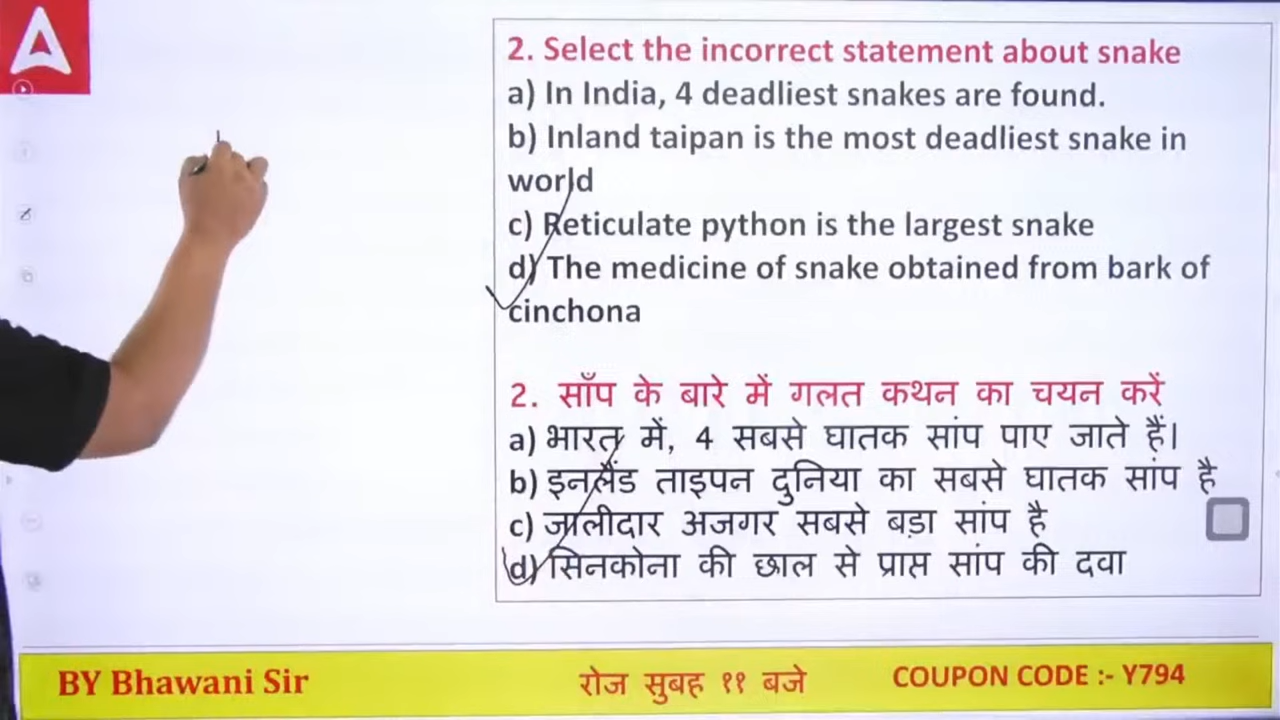 2. Select the incorrect statement about snake
a) In India, 4 deadliest snakes are found.
b) Inland taipan is the most deadliest snake in
world
c) Reticulate python is the largest snake
d) The medicine of snake obtained from bark of
cinchona
2. साँप के बारे में गलत कथन का चयन करें
a) भारत में, 4 सबसे घातक सांप पाए जाते हैं।
b) इनलैंड ताइपन दुनिया का सबसे घातक सांप है
c) जालीदार अजगर सबसे बड़ा सांप है
d) सिनकोना की छाल से प्राप्त सांप की दवा
BY Bhawani Sir
रोज सुबह ११ बजे
COUPON CODE :- Y794